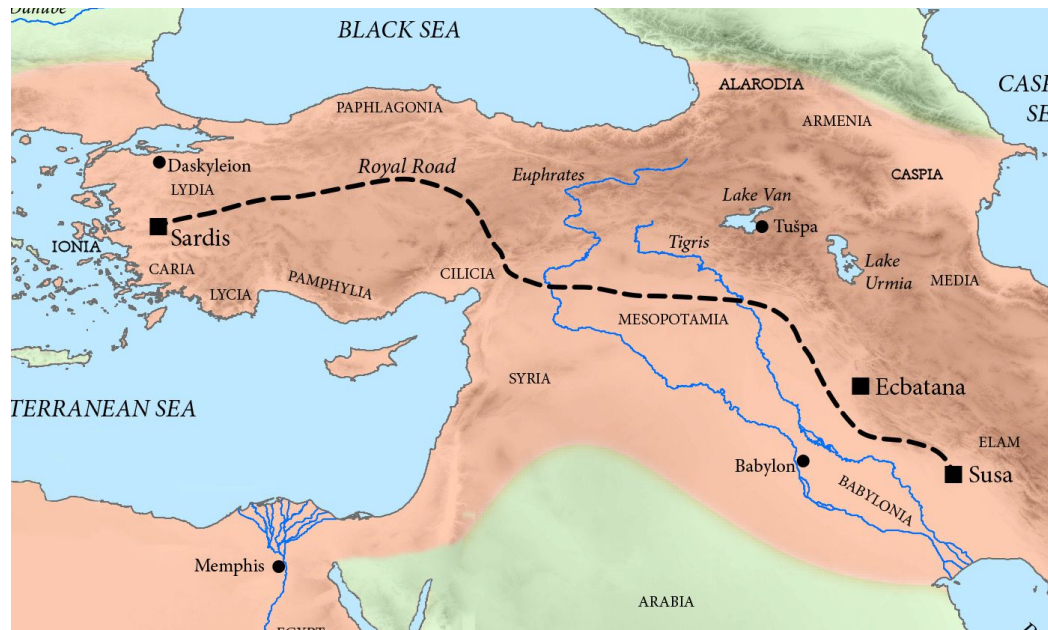 Danube
BLACK SEA
CASP
SE
ALARODIA
PAPHLAGONIA
ARMENIA
Daskyleion
Royal Road
Euphrates
CASPIA
LYDIA
Lake Van
Tušpa
Sardis
IONIA
Tigris
Lake
Urmia
CARIA
CILICIA
PAMPHYLIA
LYCIA
MEDIA
MESOPOTAMIA
SYRIA
Ecbatana
TERRANEAN SEA
ELAM
Babylon
Susa
BABYLONIA
Memphis
ARABIA
EGYPT